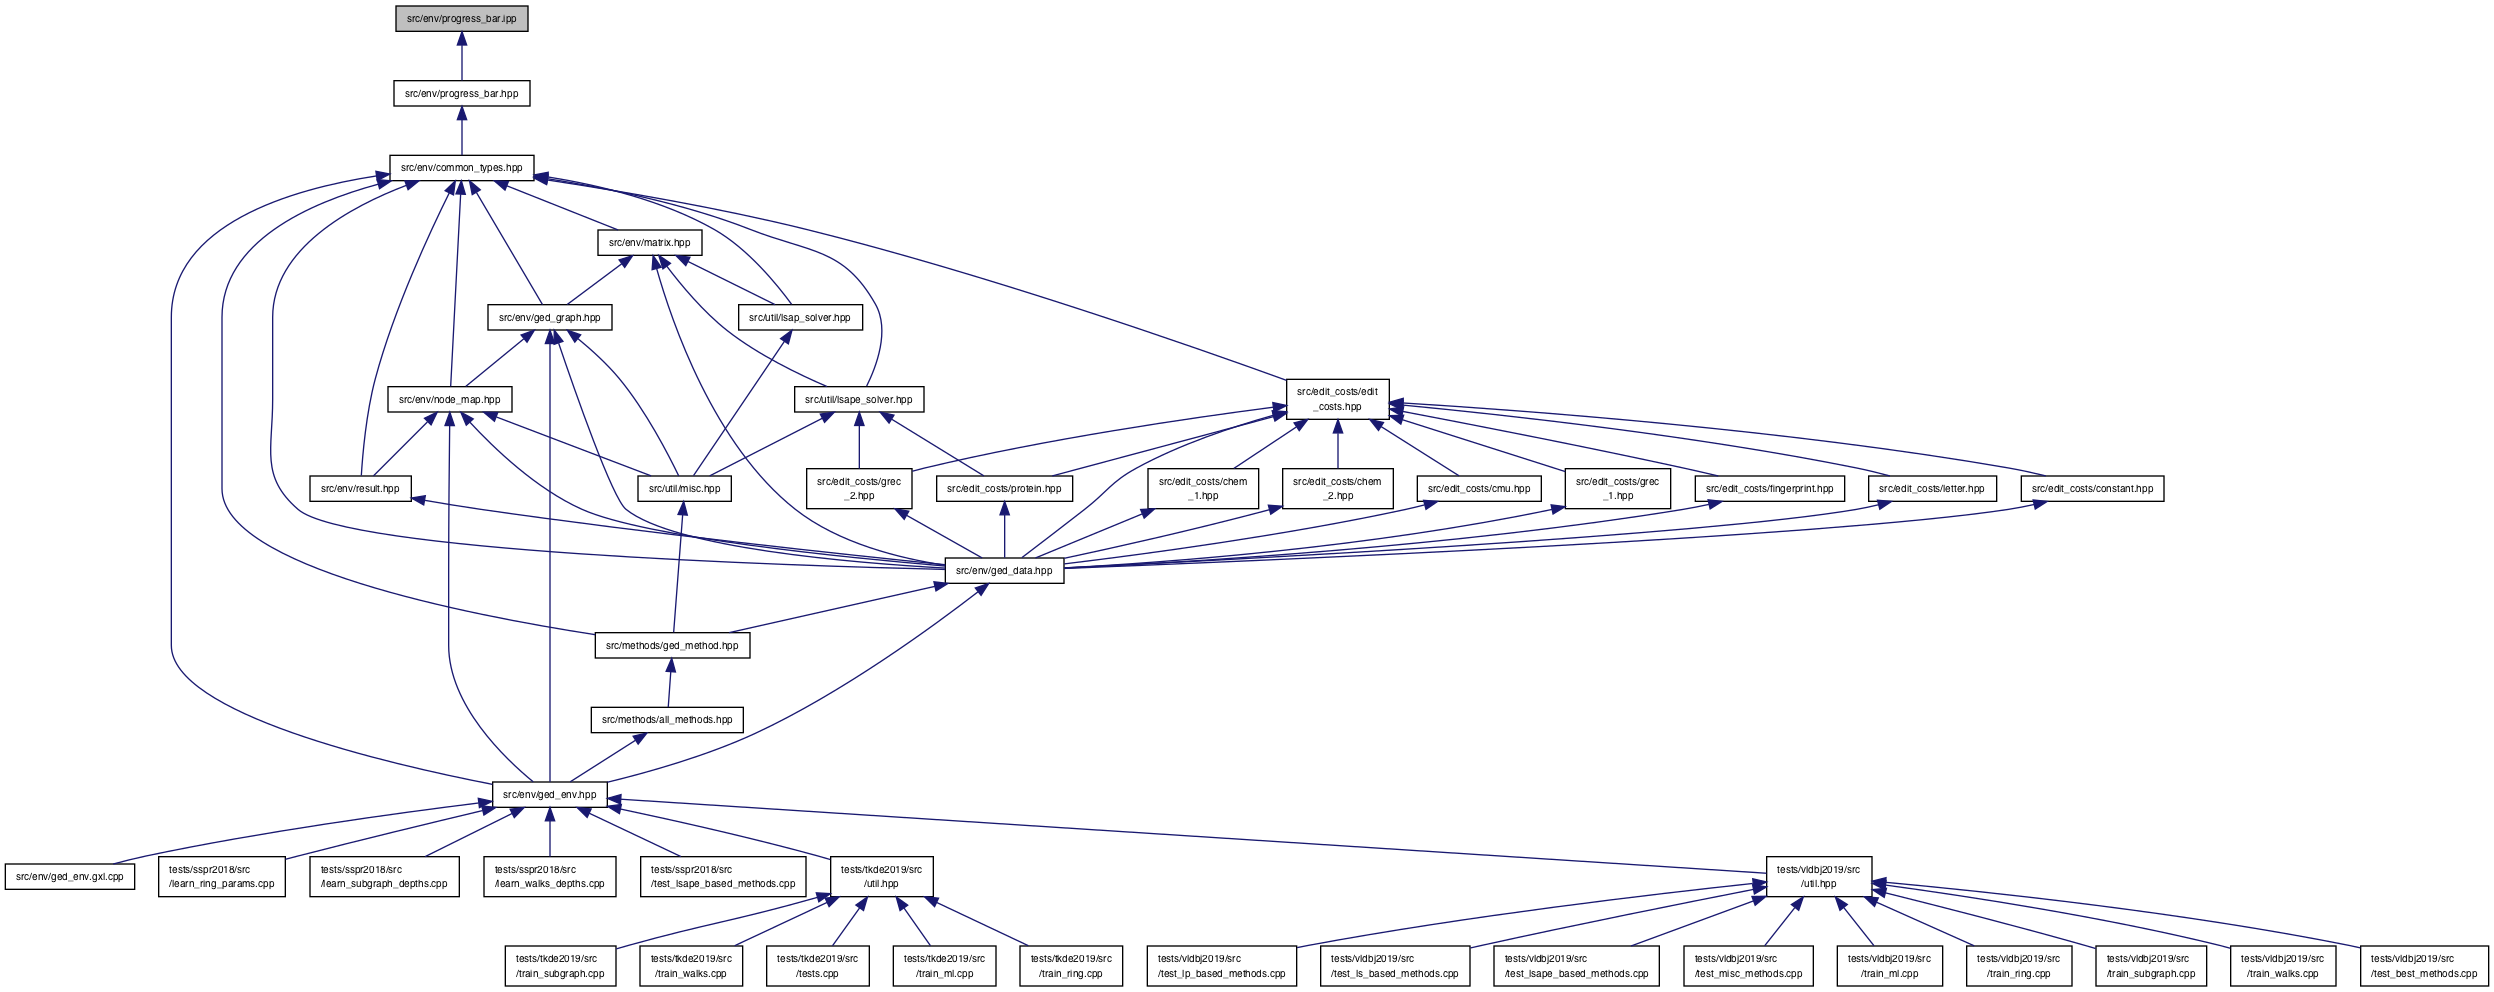 src/env/progress_bar.ipp
src/env/progress_bar.hpp
src/env/common_types.hpp
src/env/matrix.hpp
src/env/ged_graph.hpp
src/util/lsap_solver.hpp
src/env/node_map.hpp
src/util/lsape_solver.hpp
src/edit_costs/edit
_costs.hpp
src/env/result.hpp
src/util/misc.hpp
src/edit_costs/grec
_2.hpp
src/edit_costs/protein.hpp
src/edit_costs/chem
_1.hpp
src/edit_costs/chem
_2.hpp
src/edit_costs/cmu.hpp
src/edit_costs/grec
_1.hpp
src/edit_costs/fingerprint.hpp
src/edit_costs/letter.hpp
src/edit_costs/constant.hpp
src/env/ged_data.hpp
src/methods/ged_method.hpp
src/methods/all_methods.hpp
src/env/ged_env.hpp
src/env/ged_env.gxl.cpp
tests/sspr2018/src
/learn_ring_params.cpp
tests/sspr2018/src
/learn_subgraph_depths.cpp
tests/sspr2018/src
/learn_walks_depths.cpp
tests/sspr2018/src
/test_lsape_based_methods.cpp
tests/tkde2019/src
/util.hpp
tests/vldbj2019/src
/util.hpp
tests/tkde2019/src
/train_subgraph.cpp
tests/tkde2019/src
/train_walks.cpp
tests/tkde2019/src
/tests.cpp
tests/tkde2019/src
/train_ml.cpp
tests/tkde2019/src
/train_ring.cpp
tests/vldbj2019/src
/test_lp_based_methods.cpp
tests/vldbj2019/src
/test_ls_based_methods.cpp
tests/vldbj2019/src
/test_lsape_based_methods.cpp
tests/vldbj2019/src
/test_misc_methods.cpp
tests/vldbj2019/src
/train_ml.cpp
tests/vldbj2019/src
/train_ring.cpp
tests/vldbj2019/src
/train_subgraph.cpp
tests/vldbj2019/src
/train_walks.cpp
tests/vldbj2019/src
/test_best_methods.cpp